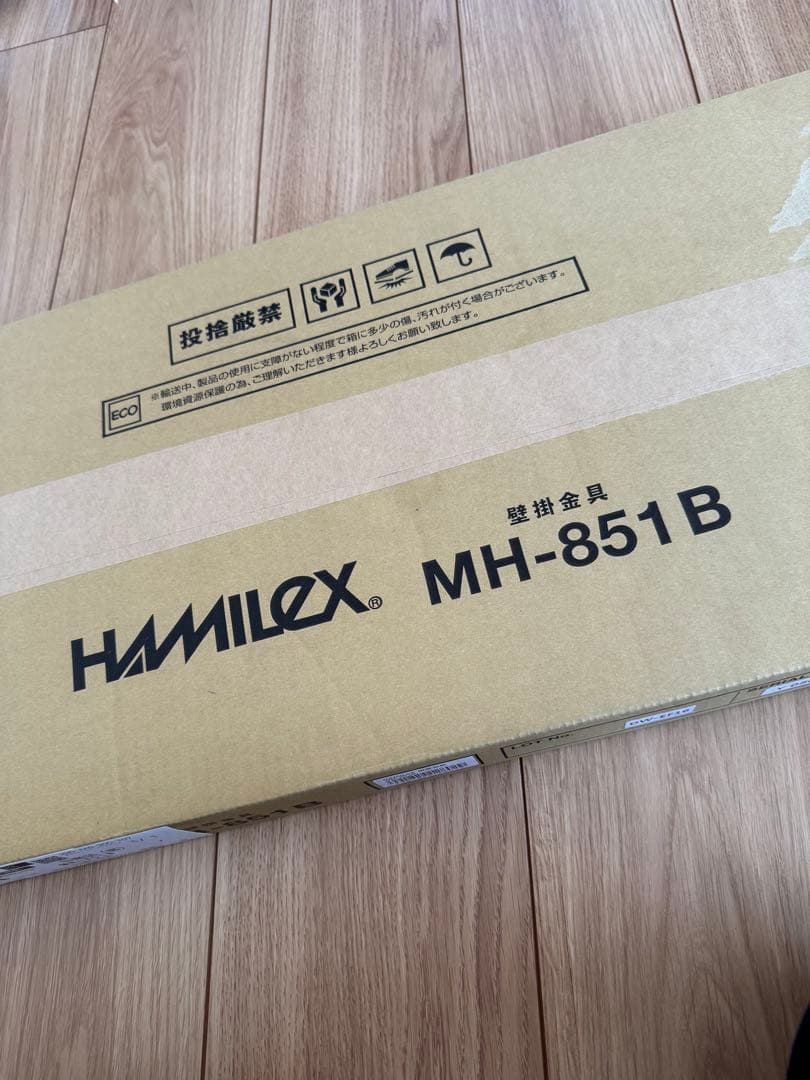 投捨厳禁
ECO
※輸送中、製品の使用に支障がない程度で箱に多少の傷、汚れが付く場合がございます。
環境資源保護の為、ご理解いただきます様よろしくお願い致します。
壁掛金具
HAMILeX® MH-851B
LOT No.
DW-EF16